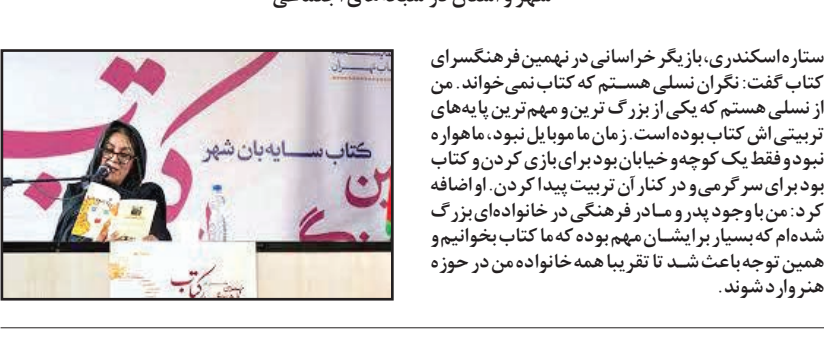 ستاره اسکندری، بازیگر خراسانی در نهمین فرهنگسرای
کتاب گفت: نگران نسلی هستم که کتاب نمی‌خواند. من
از نسلی هستم که یکی از بزرگ ترین و مهم ترین پایه‌های
تربیتی اش کتاب بوده است. زمان ما موبایل نبود، ماهواره
نبود و فقط یک کوچه و خیابان بود برای بازی کردن و کتاب
بود برای سرگرمی و در کنار آن تربیت پیدا کردن. او اضافه
کرد: من با وجود پدر و مادر فرهنگی در خانواده‌ای بزرگ
شده‌ام که بسیار برایشان مهم بوده که ما کتاب بخوانیم و
همین توجه باعث شد تا تقریبا همه خانواده من در حوزه
هنر وارد شوند.
کتاب سایه‌بان شهر
کتاب
کتاب